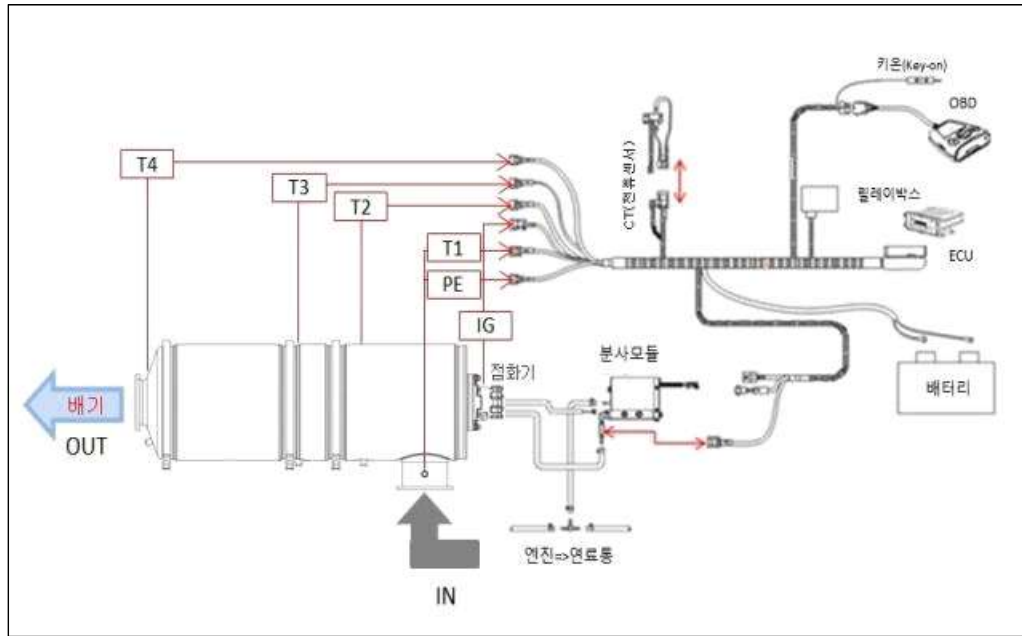 키온(Key-on)
OBD
T4
T3
CT(전류센서)
T2
릴레이박스
T1
ECU
PE
IG
분사모듈
점화기
배터리
배기
OUT
엔진=>연료통
IN